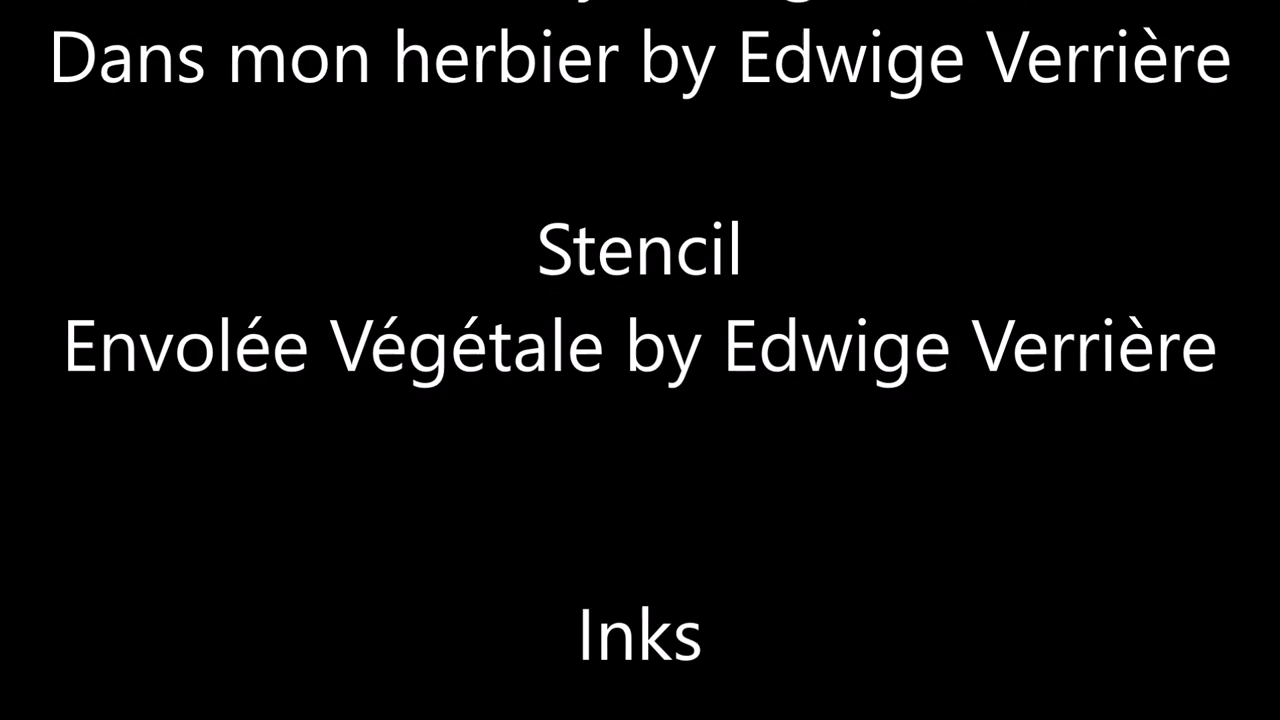 Dans mon herbier by Edwige Verrière
Stencil
Envolée Végétale by Edwige Verrière
Inks